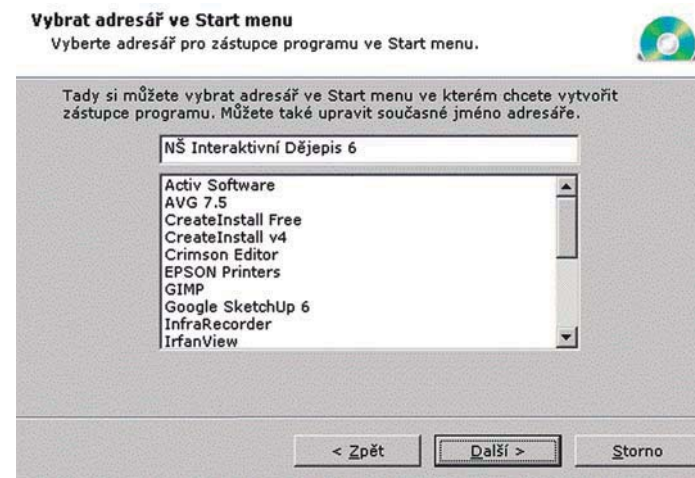 Vybrat adresář ve Start menu
Vyberte adresář pro zástupce programu ve Start menu.
Tady si můžete vybrat adresář ve Start menu ve kterém chcete vytvořit
zástupce programu. Můžete také upravit současné jméno adresáře.
NŠ Interaktivní Dějepis 6
Activ Software
AVG 7.5
CreateInstall Free
CreateInstall v4
Crimson Editor
EPSON Printers
GIMP
Google SketchUp 6
InfraRecorder
IrfanView
< Zpět
Další >
Storno